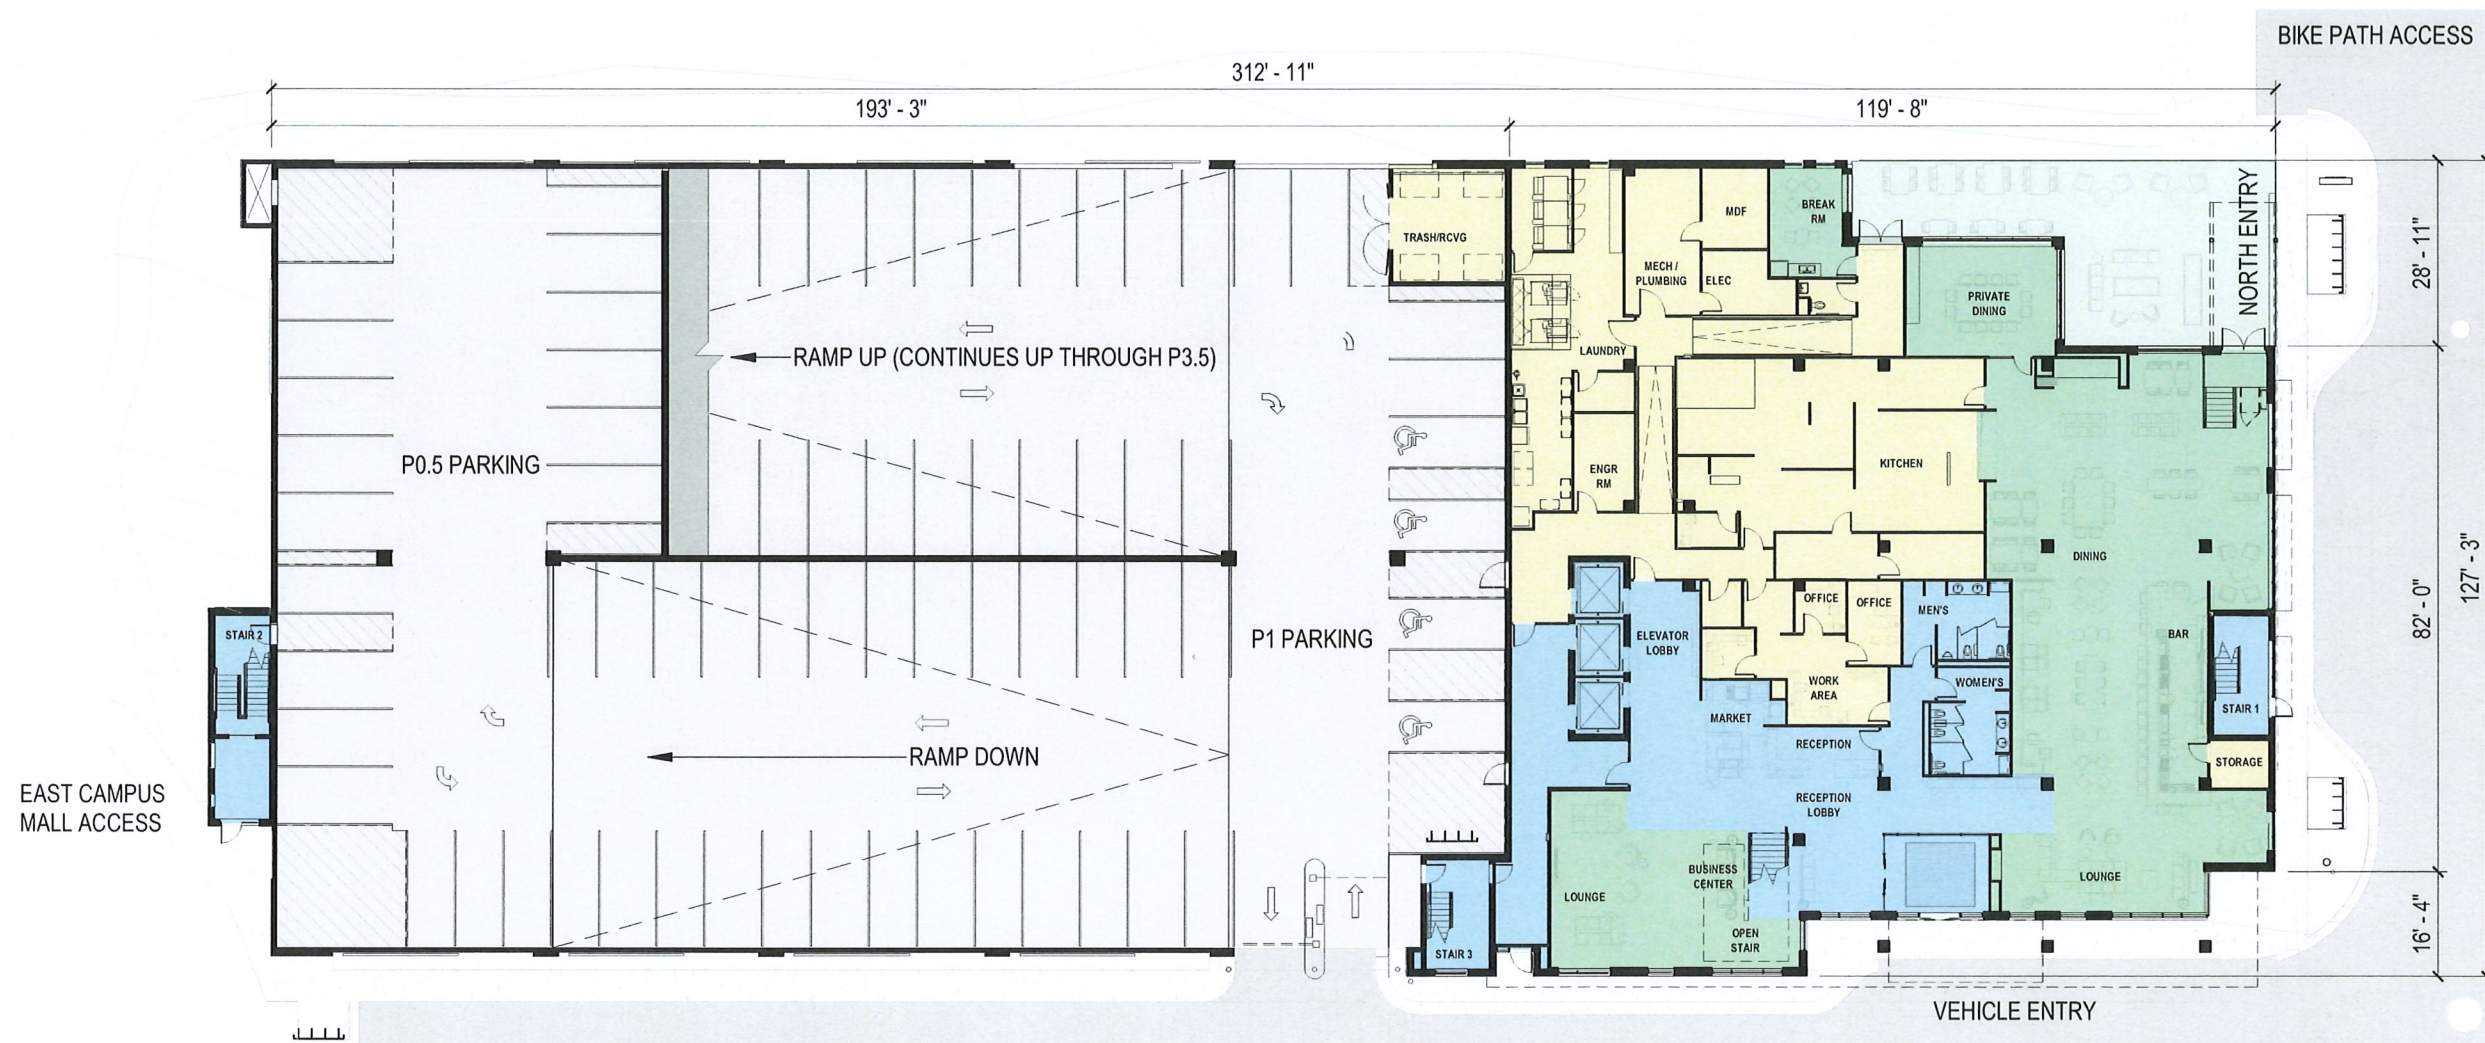 BIKE PATH ACCESS
312' - 11"
193' - 3"
119' - 8"
NORTH ENTRY
28' - 11"
127' - 3"
82' - 0"
16' - 4"
TRASH/RCVG
MDF
BREAK
RM
MECH /
PLUMBING
ELEC
PRIVATE
DINING
LAUNDRY
RAMP UP (CONTINUES UP THROUGH P3.5)
P0.5 PARKING
ENGR
RM
KITCHEN
DINING
OFFICE
OFFICE
MEN'S
STAIR 2
P1 PARKING
ELEVATOR
LOBBY
BAR
WORK
AREA
WOMEN'S
MARKET
STAIR 1
RECEPTION
RAMP DOWN
STORAGE
EAST CAMPUS
MALL ACCESS
RECEPTION
LOBBY
BUSINESS
CENTER
LOUNGE
LOUNGE
OPEN
STAIR
STAIR 3
VEHICLE ENTRY